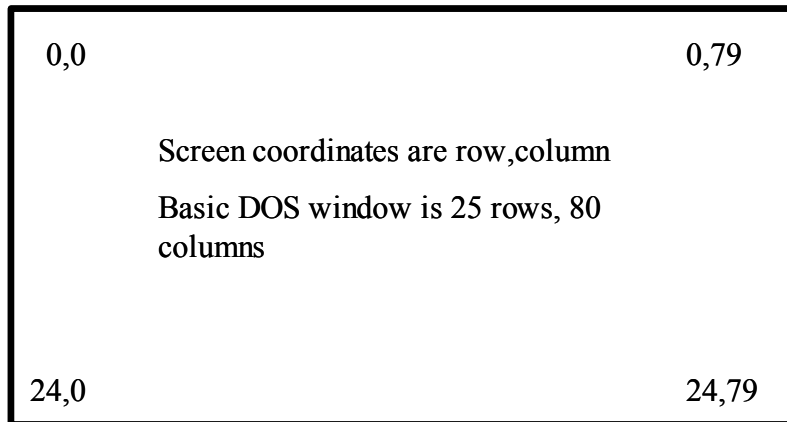 0,0 0,79
Screen coordinates are row,column
Basic DOS window is 25 rows, 80
columns
24,0 24,79